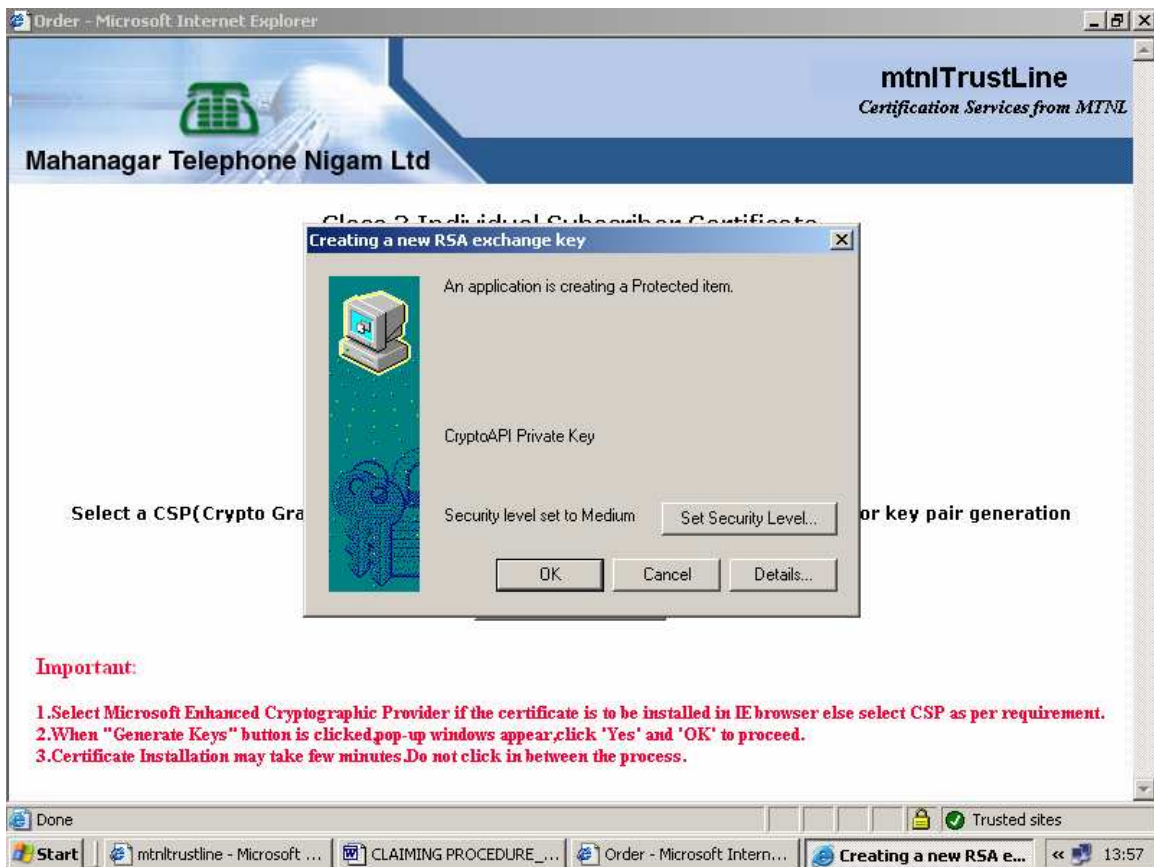 Order - Microsoft Internet Explorer
mtnlTrustLine
Certification Services from MTNL
Mahanagar Telephone Nigam Ltd
Individual Subscriber Certificate
Creating a new RSA exchange key
An application is creating a Protected item.
CryptoAPI Private Key
Security level set to Medium
Set Security Level...
OK
Cancel
Details...
Select a CSP(Crypto Gra
or key pair generation
Important:
1.Select Microsoft Enhanced Cryptographic Provider if the certificate is to be installed in IE browser else select CSP as per requirement.
2.When "Generate Keys" button is clicked,pop-up windows appear,click 'Yes' and 'OK' to proceed.
3.Certificate Installation may take few minutes.Do not click in between the process.
Done
Trusted sites
Start
mtnltrustline - Microsoft ...
CLAIMING PROCEDURE_...
Order - Microsoft Intern...
Creating a new RSA e...
«
13:57